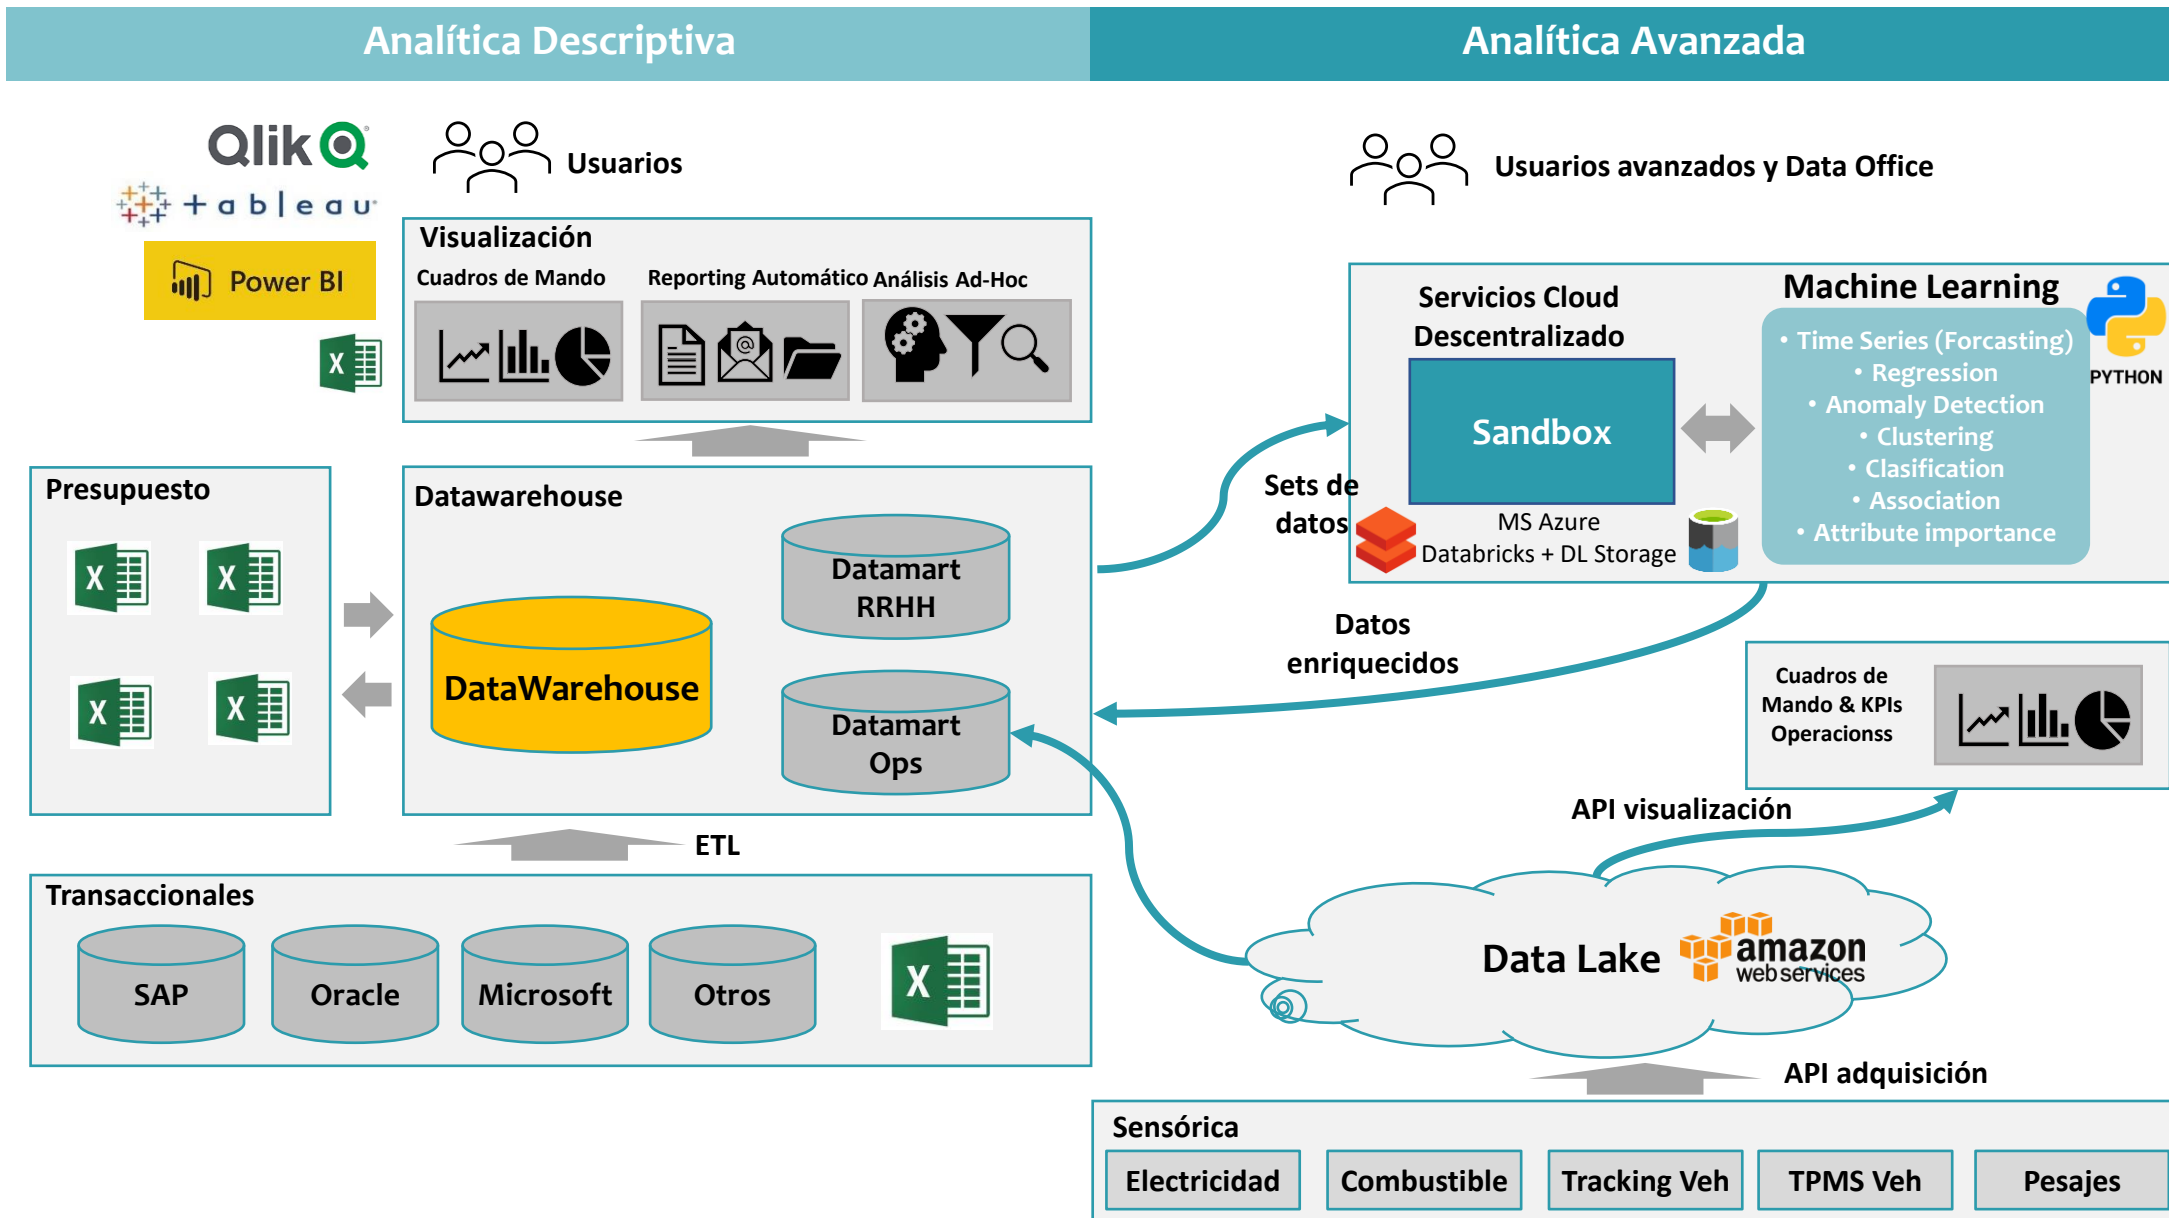 Analítica Descriptiva
Analítica Avanzada
Qlik
+ableau
Power BI
X
Usuarios
Visualización
Cuadros de Mando
Reporting Automático
Análisis Ad-Hoc
@
Presupuesto
X
X
X
X
Datawarehouse
DataWarehouse
Datamart
RRHH
Datamart
Ops
ETL
Transaccionales
SAP
Oracle
Microsoft
Otros
X
Usuarios avanzados y Data Office
Servicios Cloud
Descentralizado
Sandbox
MS Azure
Databricks + DL Storage
Machine Learning
• Time Series (Forcasting)
• Regression
• Anomaly Detection
• Clustering
• Clasification
• Association
• Attribute importance
PYTHON
Sets de
datos
Datos
enriquecidos
Cuadros de
Mando & KPIs
Operacionss
API visualización
Data Lake
amazon
webservices
API adquisición
Sensórica
Electricidad
Combustible
Tracking Veh
TPMS Veh
Pesajes